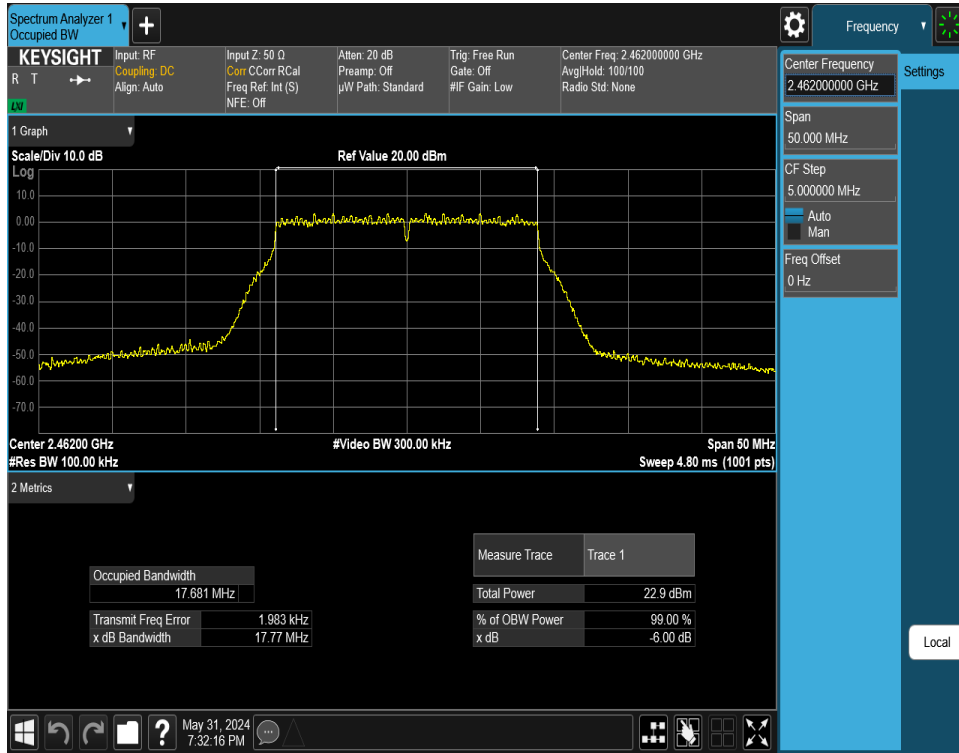 Spectrum Analyzer 1
Occupied BW
+
Frequency
KEYSIGHT
R T
LXI
Input: RF
Coupling: DC
Align: Auto
Input Z: 50 Ω
Corr CCorr RCal
Freq Ref: Int (S)
NFE: Off
Atten: 20 dB
Preamp: Off
µW Path: Standard
Trig: Free Run
Gate: Off
#IF Gain: Low
Center Freq: 2.462000000 GHz
Avg|Hold: 100/100
Radio Std: None
Center Frequency
2.462000000 GHz
Settings
Span
50.000 MHz
CF Step
5.000000 MHz
Auto
Man
Freq Offset
0 Hz
Local
1 Graph
Scale/Div 10.0 dB
Ref Value 20.00 dBm
Log
10.0
0.00
-10.0
-20.0
-30.0
-40.0
-50.0
-60.0
-70.0
Center 2.46200 GHz
#Video BW 300.00 kHz
Span 50 MHz
#Res BW 100.00 kHz
Sweep 4.80 ms (1001 pts)
2 Metrics
Occupied Bandwidth
17.681 MHz
Transmit Freq Error 1.983 kHz
x dB Bandwidth 17.77 MHz
Measure Trace Trace 1
Total Power 22.9 dBm
% of OBW Power 99.00 %
x dB -6.00 dB
?
May 31, 2024
7:32:16 PM